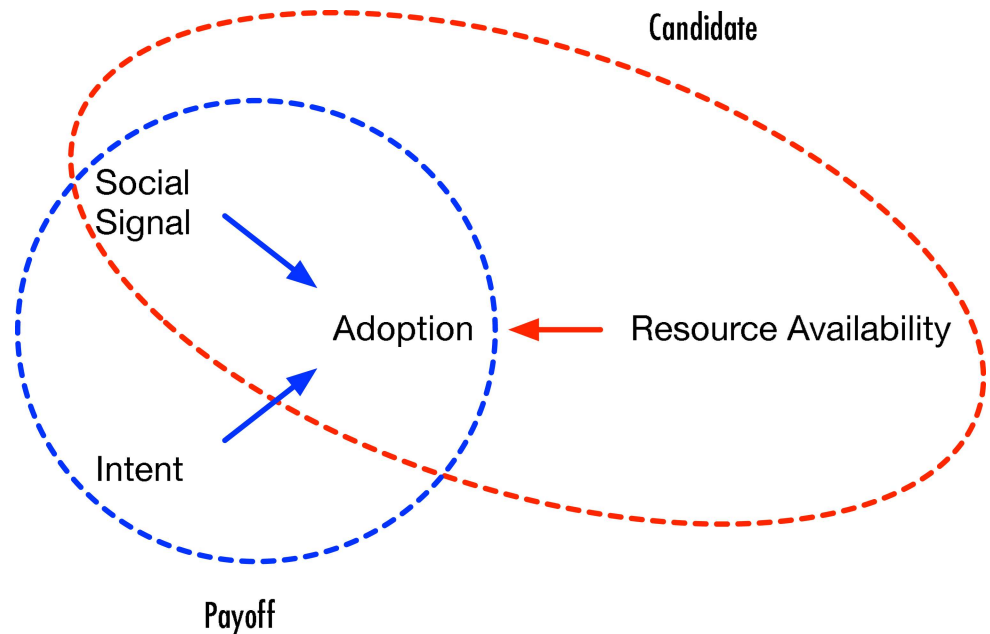 Candidate
Social
Signal
Adoption
Resource Availability
Intent
Payoff